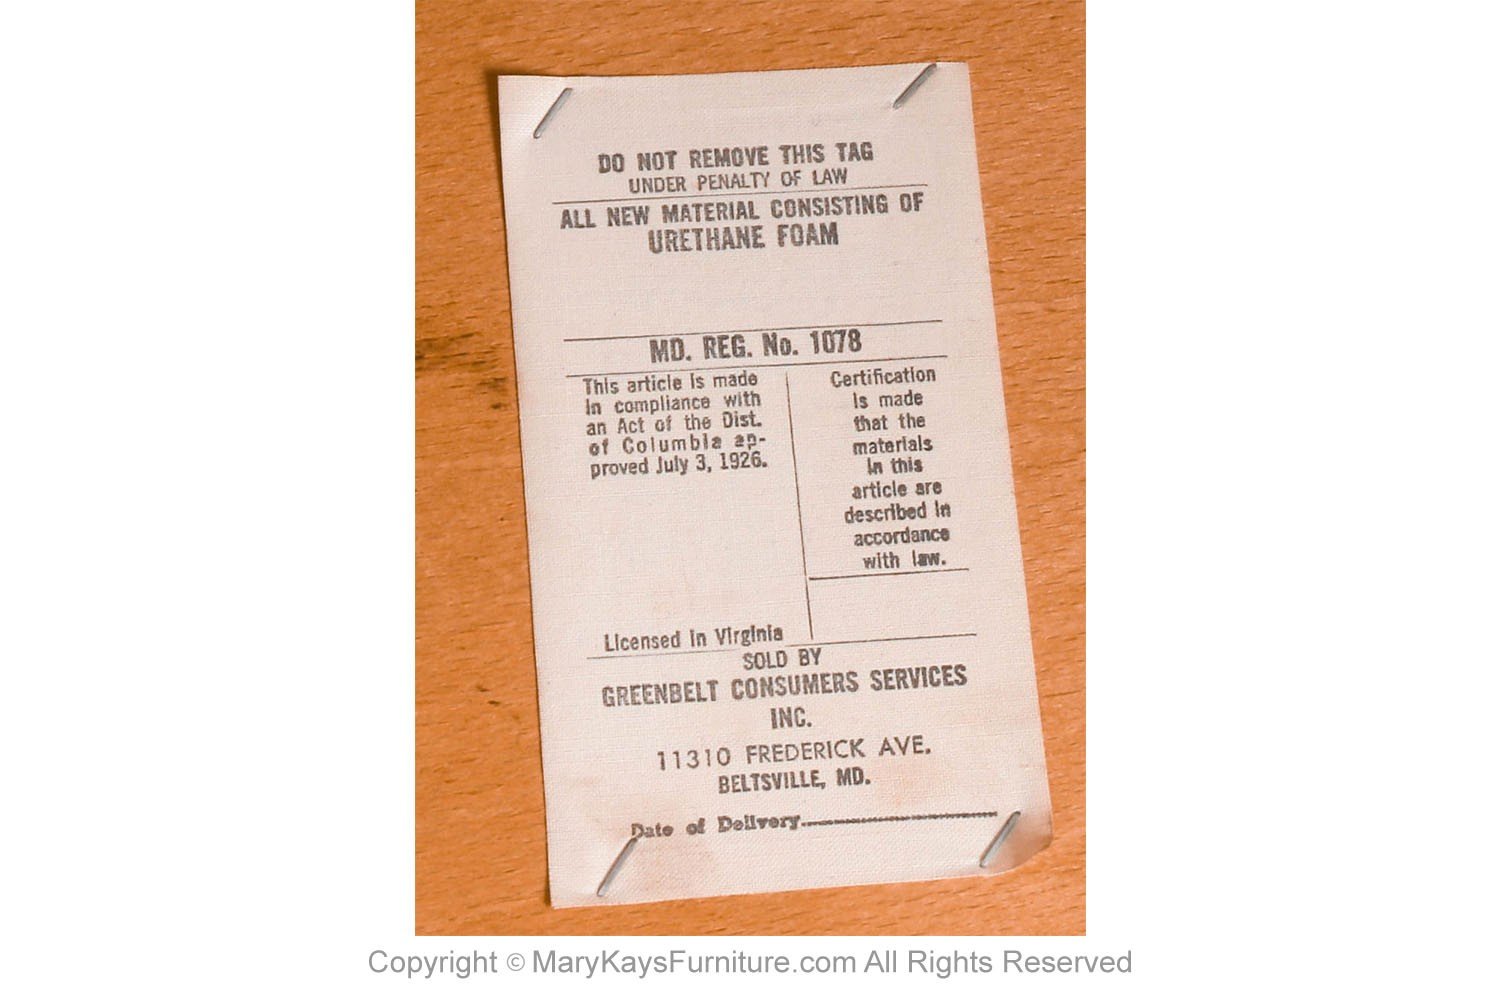 DO NOT REMOVE THIS TAG
UNDER PENALTY OF LAW
ALL NEW MATERIAL CONSISTING OF
URETHANE FOAM
MD. REG. No. 1078
This article is made
in compliance with
an Act of the Dist.
of Columbia ap-
proved July 3, 1926.
Certification
is made
that the
materials
in this
article are
described in
accordance
with law.
Licensed in Virginia
SOLD BY
GREENBELT CONSUMERS SERVICES
INC.
11310 FREDERICK AVE.
BELTSVILLE, MD.
Date of Delivery
Copyright © MaryKaysFurniture.com All Rights Reserved